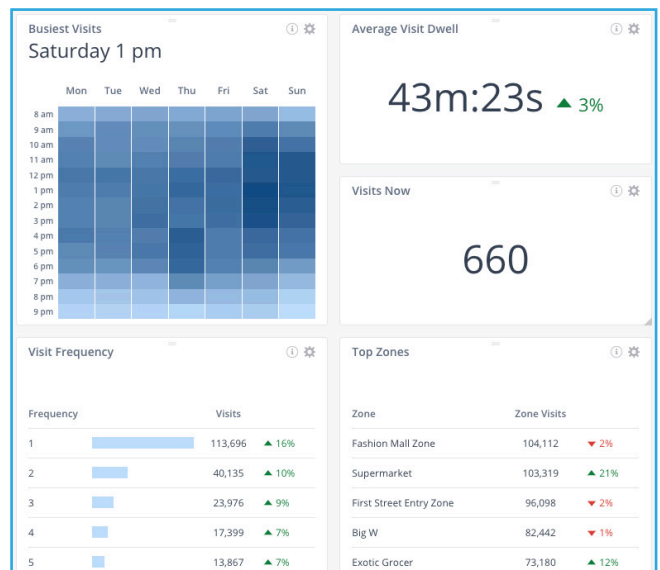 Busiest Visits
Saturday 1 pm
Mon Tue Wed Thu Fri Sat Sun
8 am
9 am
10 am
11 am
12 pm
1 pm
2 pm
3 pm
4 pm
5 pm
6 pm
7 pm
8 pm
9 pm
Average Visit Dwell
43m:23s ▲ 3%
Visits Now
660
Visit Frequency
Frequency Visits
1 113,696 ▲ 16%
2 40,135 ▲ 10%
3 23,976 ▲ 9%
4 17,399 ▲ 7%
5 13,867 ▲ 7%
Top Zones
Zone Zone Visits
Fashion Mall Zone 104,112 ▼ 2%
Supermarket 103,319 ▲ 21%
First Street Entry Zone 96,098 ▼ 2%
Big W 82,442 ▼ 1%
Exotic Grocer 73,180 ▲ 12%